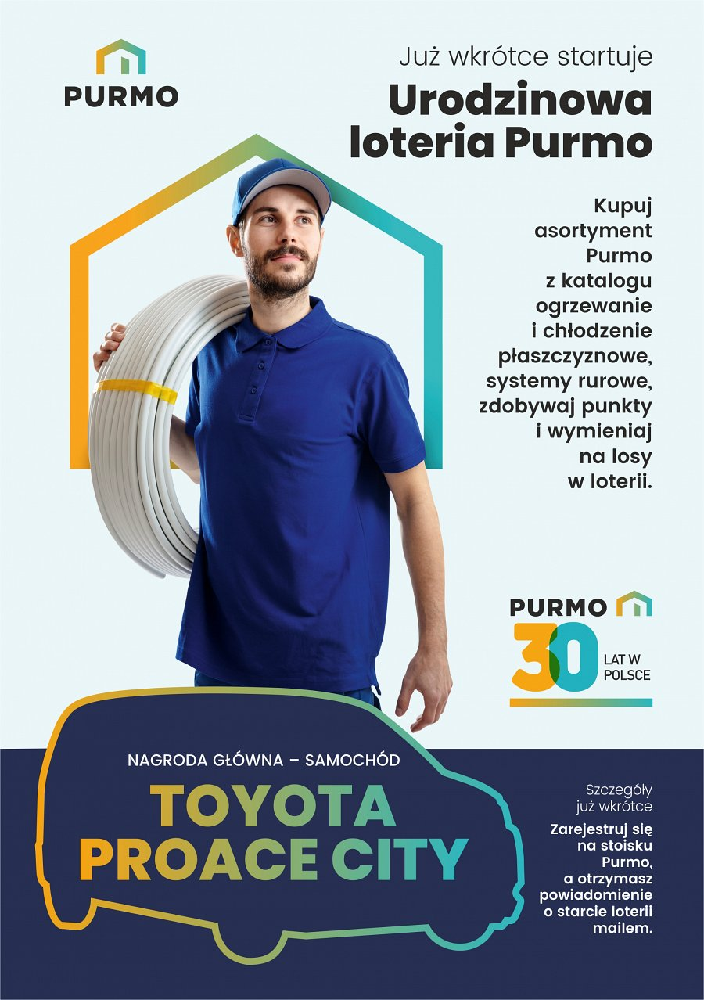 PURMO
Już wkrótce startuje
Urodzinowa
loteria Purmo
Kupuj
asortyment
Purmo
z katalogu
ogrzewanie
i chłodzenie
płaszczyznowe,
systemy rurowe,
zdobywaj punkty
i wymieniaj
na losy
w loterii.
PURMO
30
LAT W
POLSCE
NAGRODA GŁÓWNA – SAMOCHÓD
TOYOTA
PROACE CITY
Szczegóły
już wkrótce
Zarejestruj się
na stoisku
Purmo,
a otrzymasz
powiadomienie
o starcie loterii
mailem.